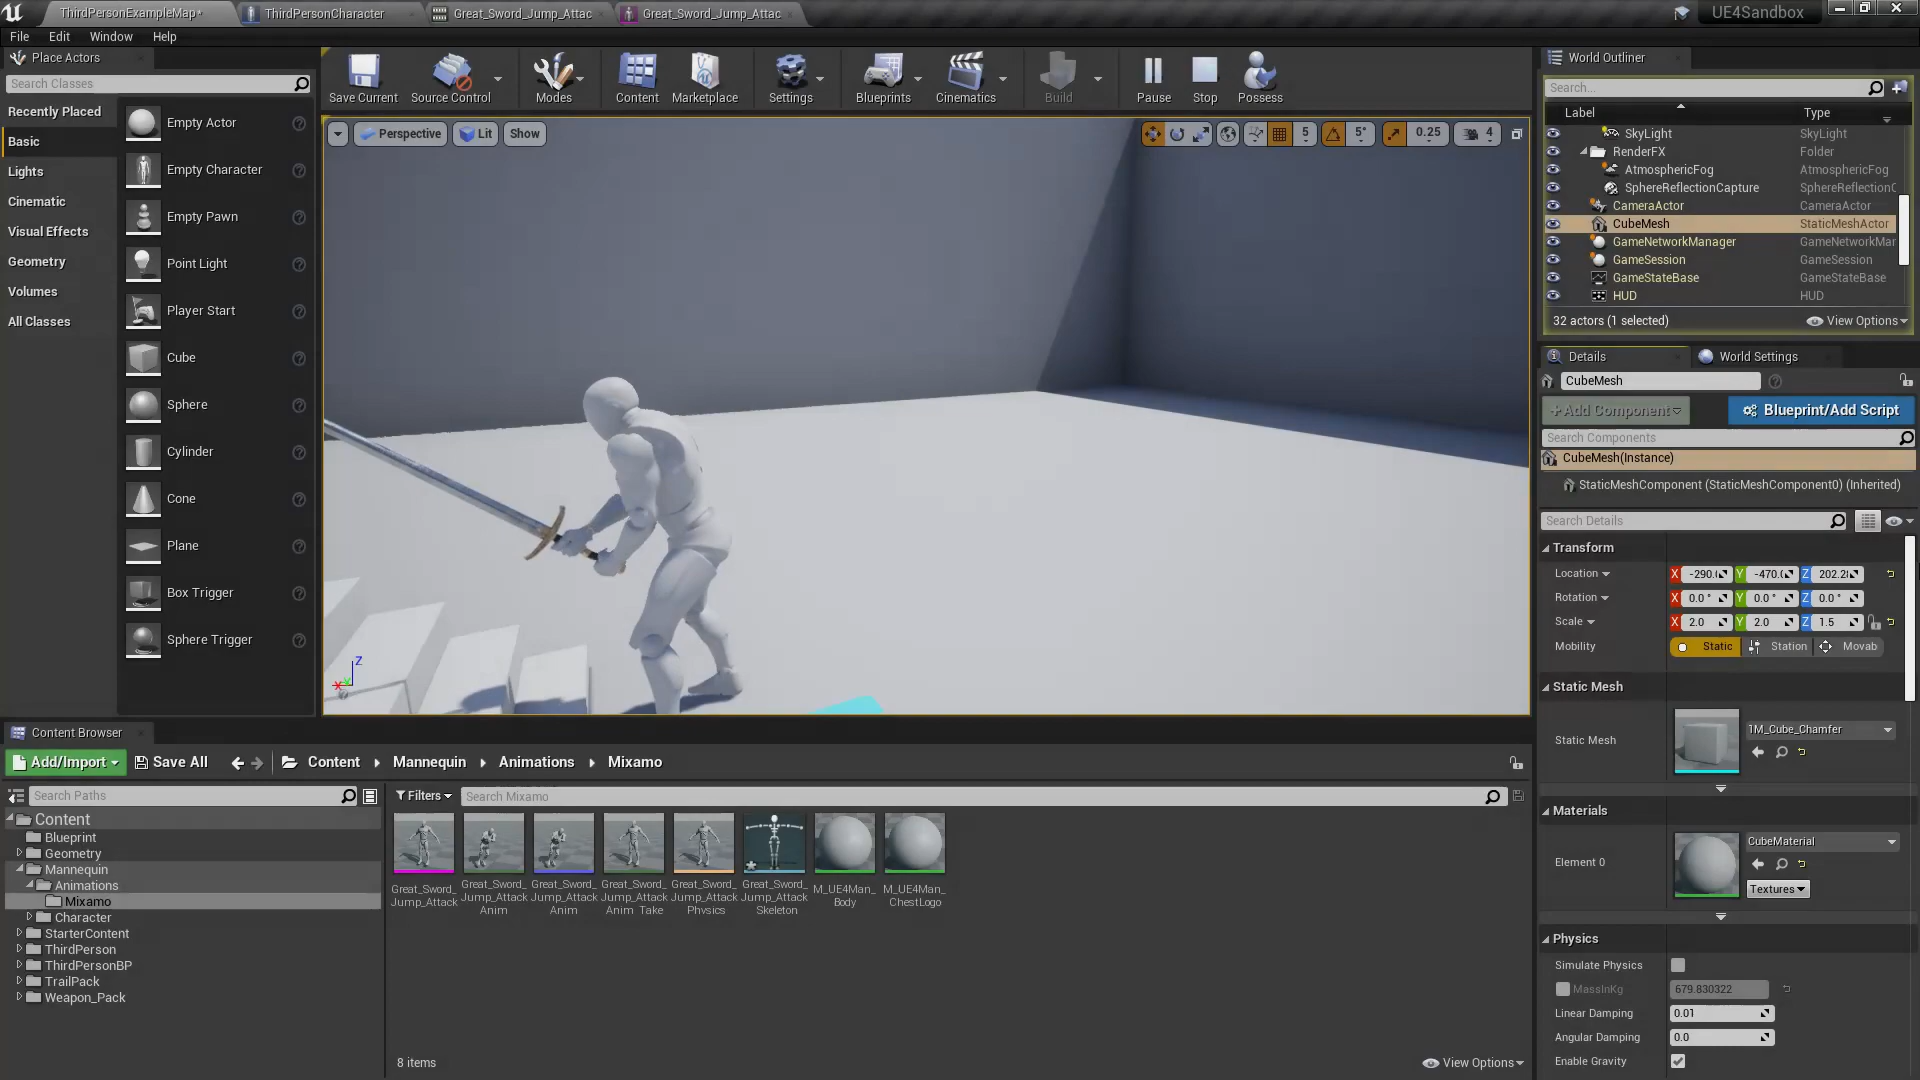 ThirdPersonExampleMap*
ThirdPersonCharacter
Great_Sword_Jump_Attac
Great_Sword_Jump_Attac
UE4Sandbox
File
Edit
Window
Help
Place Actors
Search Classes
Recently Placed
Basic
Lights
Cinematic
Visual Effects
Geometry
Volumes
All Classes
Empty Actor
Empty Character
Empty Pawn
Point Light
Player Start
Cube
Sphere
Cylinder
Cone
Plane
Box Trigger
Sphere Trigger
Save Current
Source Control
Modes
Content
Marketplace
Settings
Blueprints
Cinematics
Build
Pause
Stop
Possess
Perspective
Lit
Show
5
5°
0.25
4
Z
X
Y
World Outliner
Search...
Label
Type
SkyLight
SkyLight
RenderFX
Folder
AtmosphericFog
AtmosphericFog
SphereReflectionCapture
SphereReflectionC
CameraActor
CameraActor
CubeMesh
StaticMeshActor
GameNetworkManager
GameNetworkMar
GameSession
GameSession
GameStateBase
GameStateBase
HUD
HUD
32 actors (1 selected)
View Options
Details
World Settings
CubeMesh
+Add Component
Blueprint/Add Script
Search Components
CubeMesh(Instance)
StaticMeshComponent (StaticMeshComponent0) (Inherited)
Search Details
Transform
Location
X
-290.(
Y
-470.(
Z
202.2
Rotation
X
0.0 °
Y
0.0 °
Z
0.0 °
Scale
X
2.0
Y
2.0
Z
1.5
Mobility
Static
Station
Movab
Static Mesh
Static Mesh
1M_Cube_Chamfer
Materials
Element 0
CubeMaterial
Textures
Physics
Simulate Physics
MassInKg
679.830322
Linear Damping
0.01
Angular Damping
0.0
Enable Gravity
Content Browser
Add/Import
Save All
Content
Mannequin
Animations
Mixamo
Search Paths
Filters
Search Mixamo
Content
Blueprint
Geometry
Mannequin
Animations
Mixamo
Character
StarterContent
ThirdPerson
ThirdPersonBP
TrailPack
Weapon_Pack
Great_Sword_
Jump_Attack
Great_Sword_
Jump_Attack
Anim
Great_Sword_
Jump_Attack
Anim
Great_Sword_
Jump_Attack
Anim_Take
Great_Sword_
Jump_Attack
Physics
Great_Sword_
Jump_Attack
Skeleton
M_UE4Man_
Body
M_UE4Man_
ChestLogo
8 items
View Options